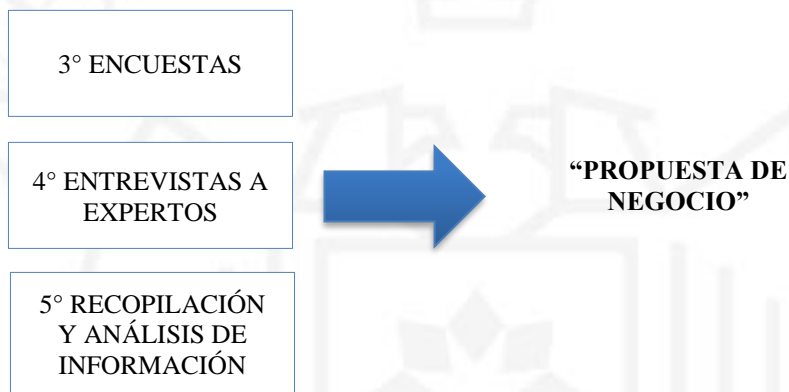 3° ENCUESTAS
4° ENTREVISTAS A
EXPERTOS
5° RECOPILACIÓN
Y ANÁLISIS DE
INFORMACIÓN
“PROPUESTA DE
NEGOCIO”